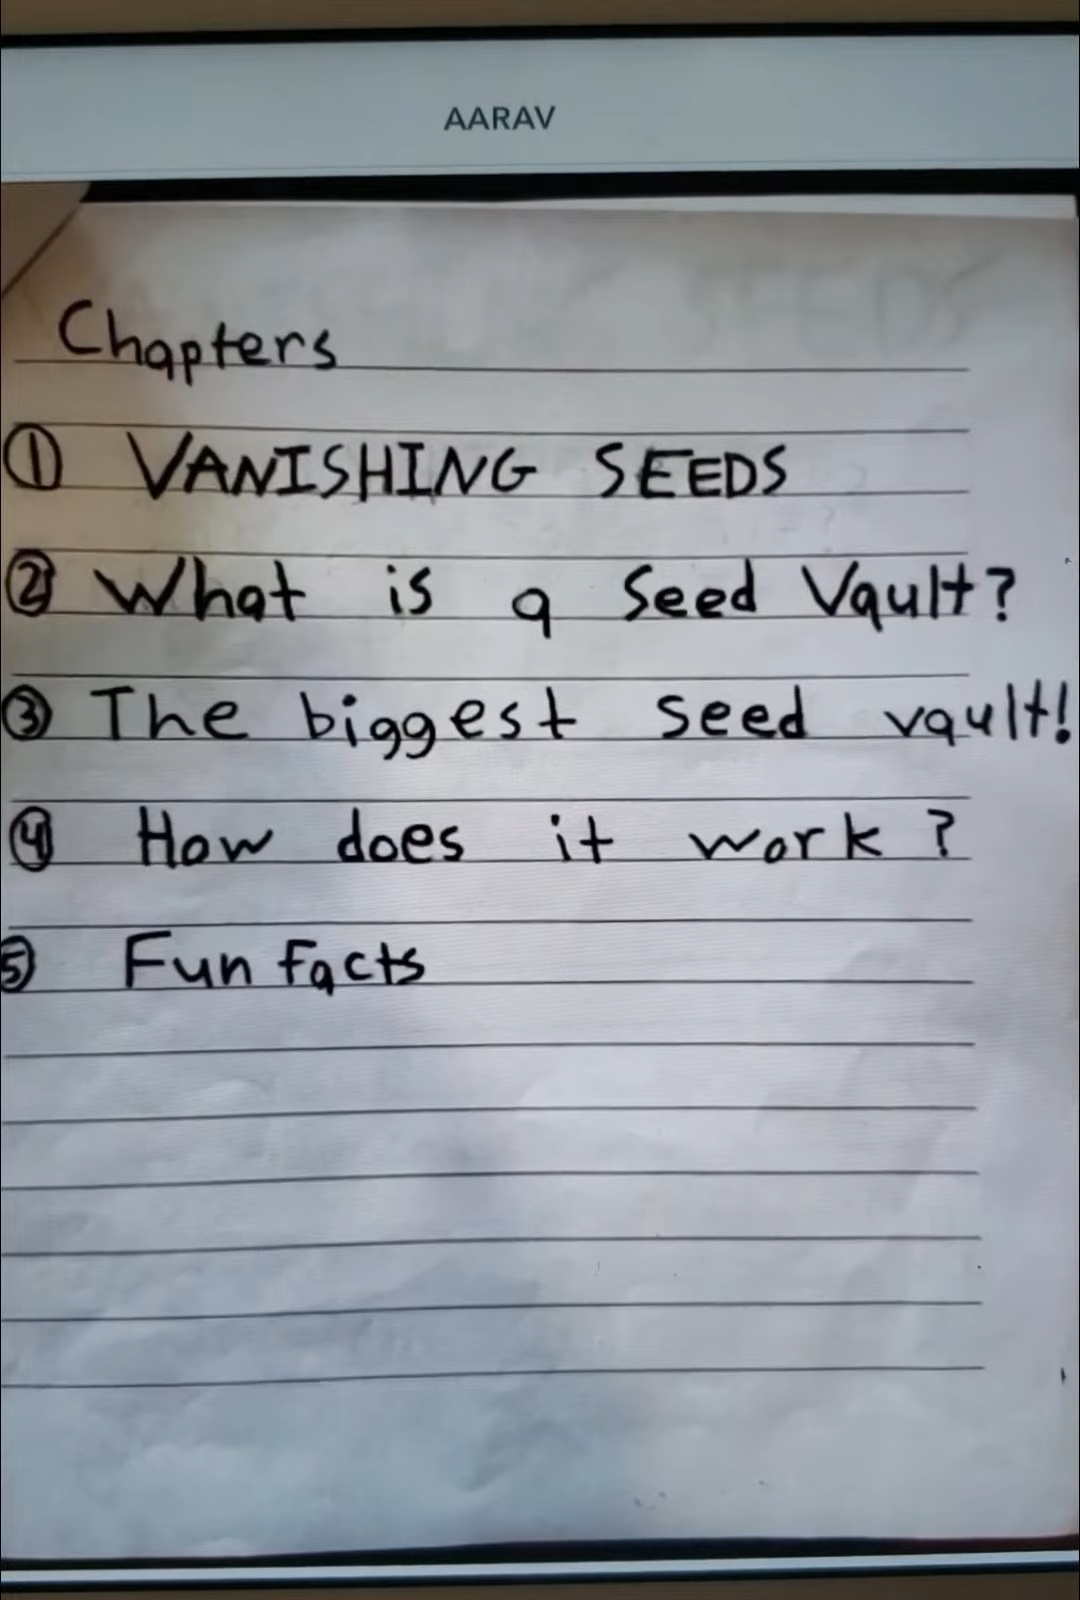 AARAV
Chapters
① VANISHING SEEDS
② What is a Seed Vault?
③ The biggest seed vault!
④ How does it work?
⑤ Fun facts